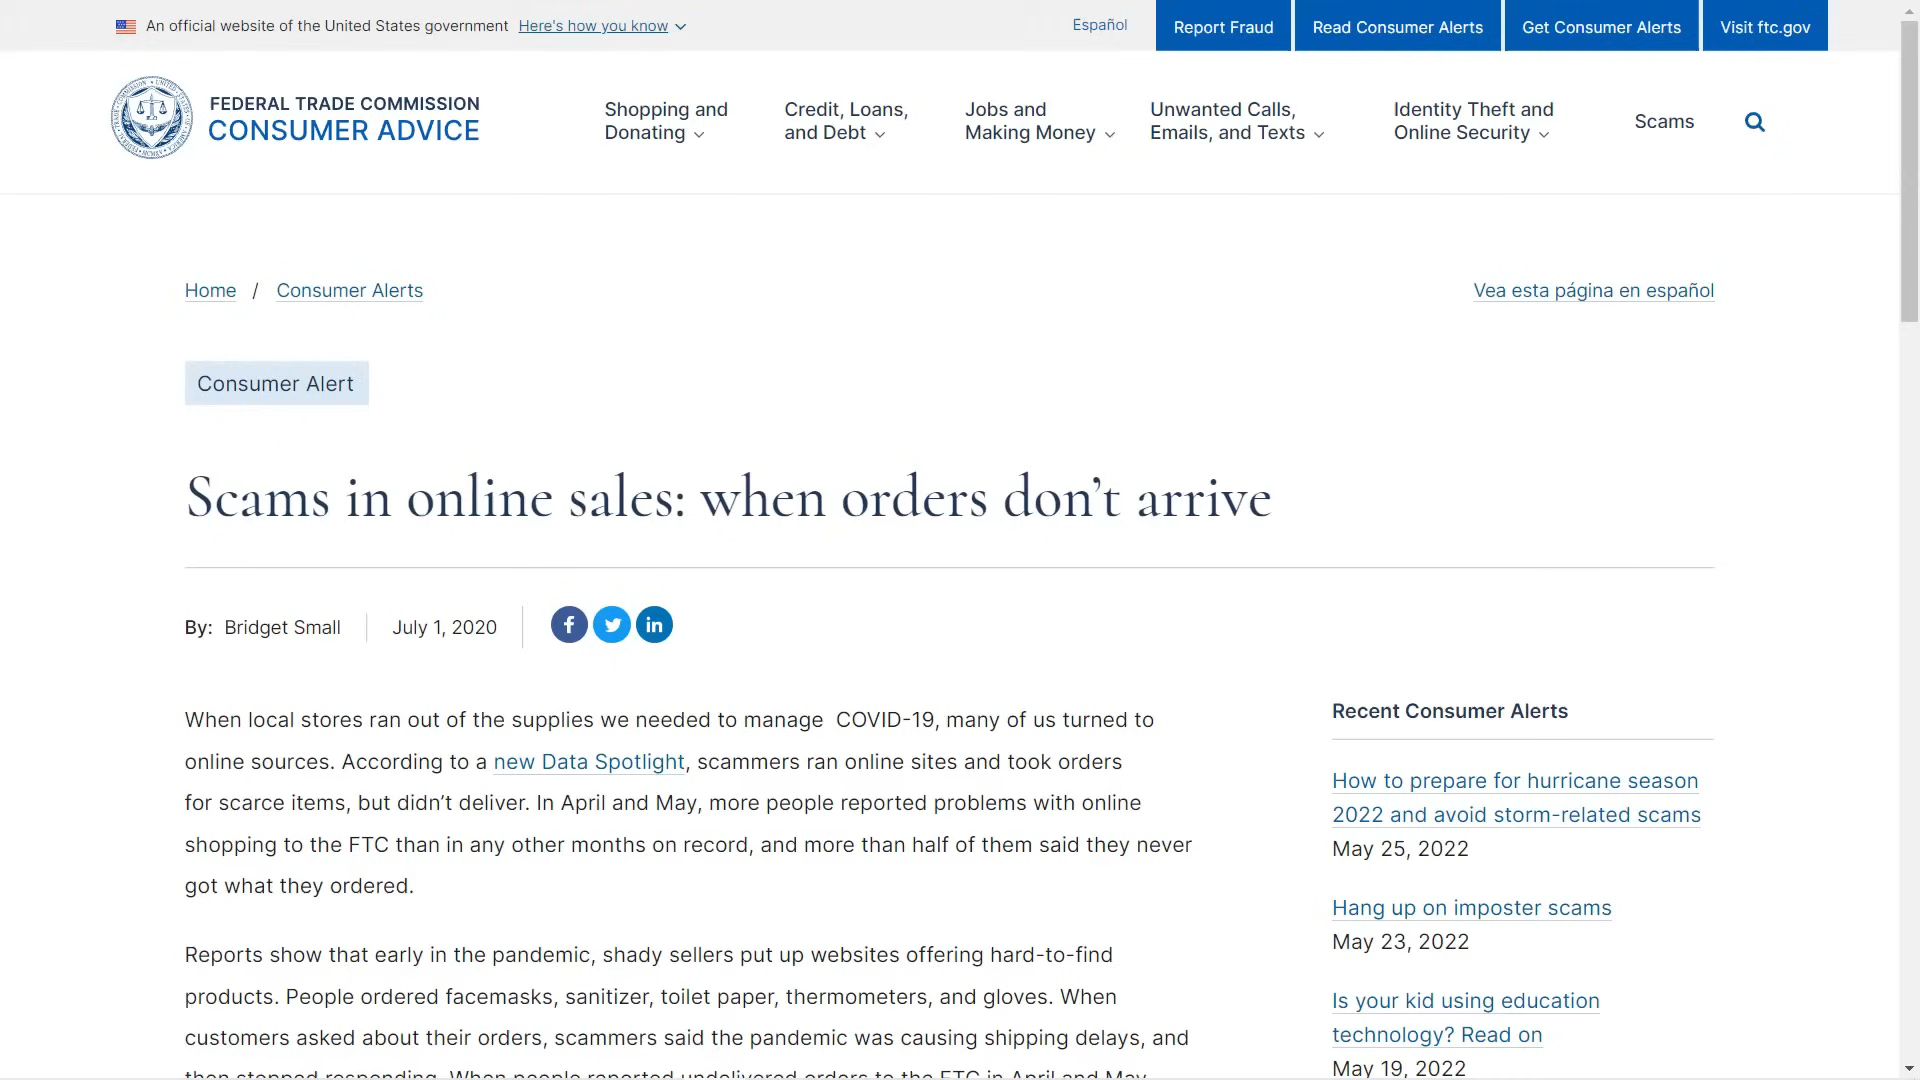 An official website of the United States government Here's how you know
Español
Report Fraud
Read Consumer Alerts
Get Consumer Alerts
Visit ftc.gov
FEDERAL TRADE COMMISSION
CONSUMER ADVICE
Shopping and
Donating
Credit, Loans,
and Debt
Jobs and
Making Money
Unwanted Calls,
Emails, and Texts
Identity Theft and
Online Security
Scams
Home / Consumer Alerts
Vea esta página en español
Consumer Alert
Scams in online sales: when orders don’t arrive
By: Bridget Small
July 1, 2020
When local stores ran out of the supplies we needed to manage COVID-19, many of us turned to
online sources. According to a new Data Spotlight, scammers ran online sites and took orders
for scarce items, but didn’t deliver. In April and May, more people reported problems with online
shopping to the FTC than in any other months on record, and more than half of them said they never
got what they ordered.
Reports show that early in the pandemic, shady sellers put up websites offering hard-to-find
products. People ordered facemasks, sanitizer, toilet paper, thermometers, and gloves. When
customers asked about their orders, scammers said the pandemic was causing shipping delays, and
then stopped responding. When people reported undelivered orders to the FTC in April and May,
Recent Consumer Alerts
How to prepare for hurricane season
2022 and avoid storm-related scams
May 25, 2022
Hang up on imposter scams
May 23, 2022
Is your kid using education
technology? Read on
May 19, 2022